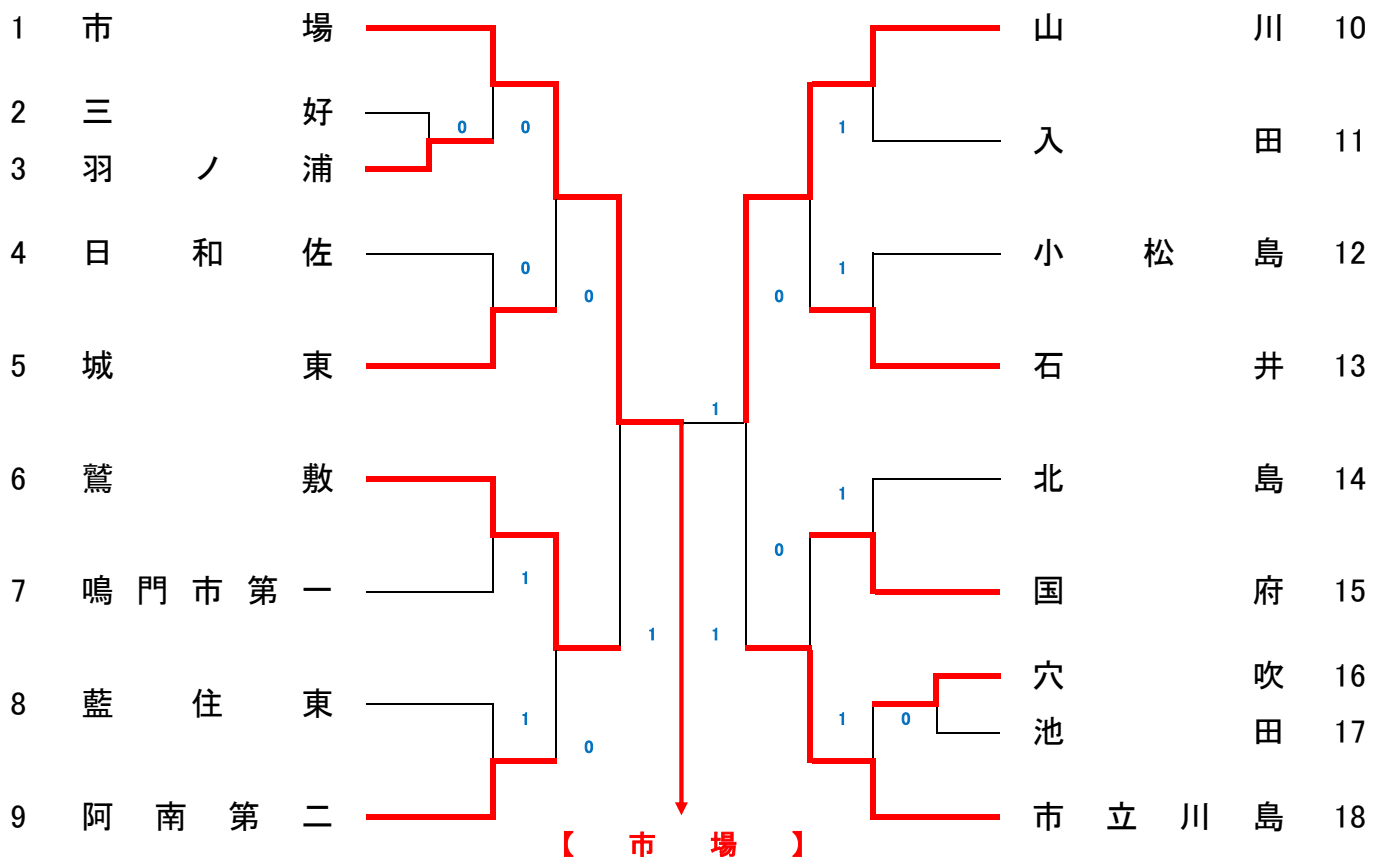 1 市場
2 三好
3 羽ノ浦
4 日和佐
5 城東
6 鷲敷
7 鳴門市第一
8 藍住東
9 阿南第二
0
0
0
0
1
1
0
1
1
1
1
0
1
0
1
1
0
山川 10
入田 11
小松島 12
石井 13
北島 14
国府 15
穴吹 16
池田 17
市立川島 18
【 市場 】